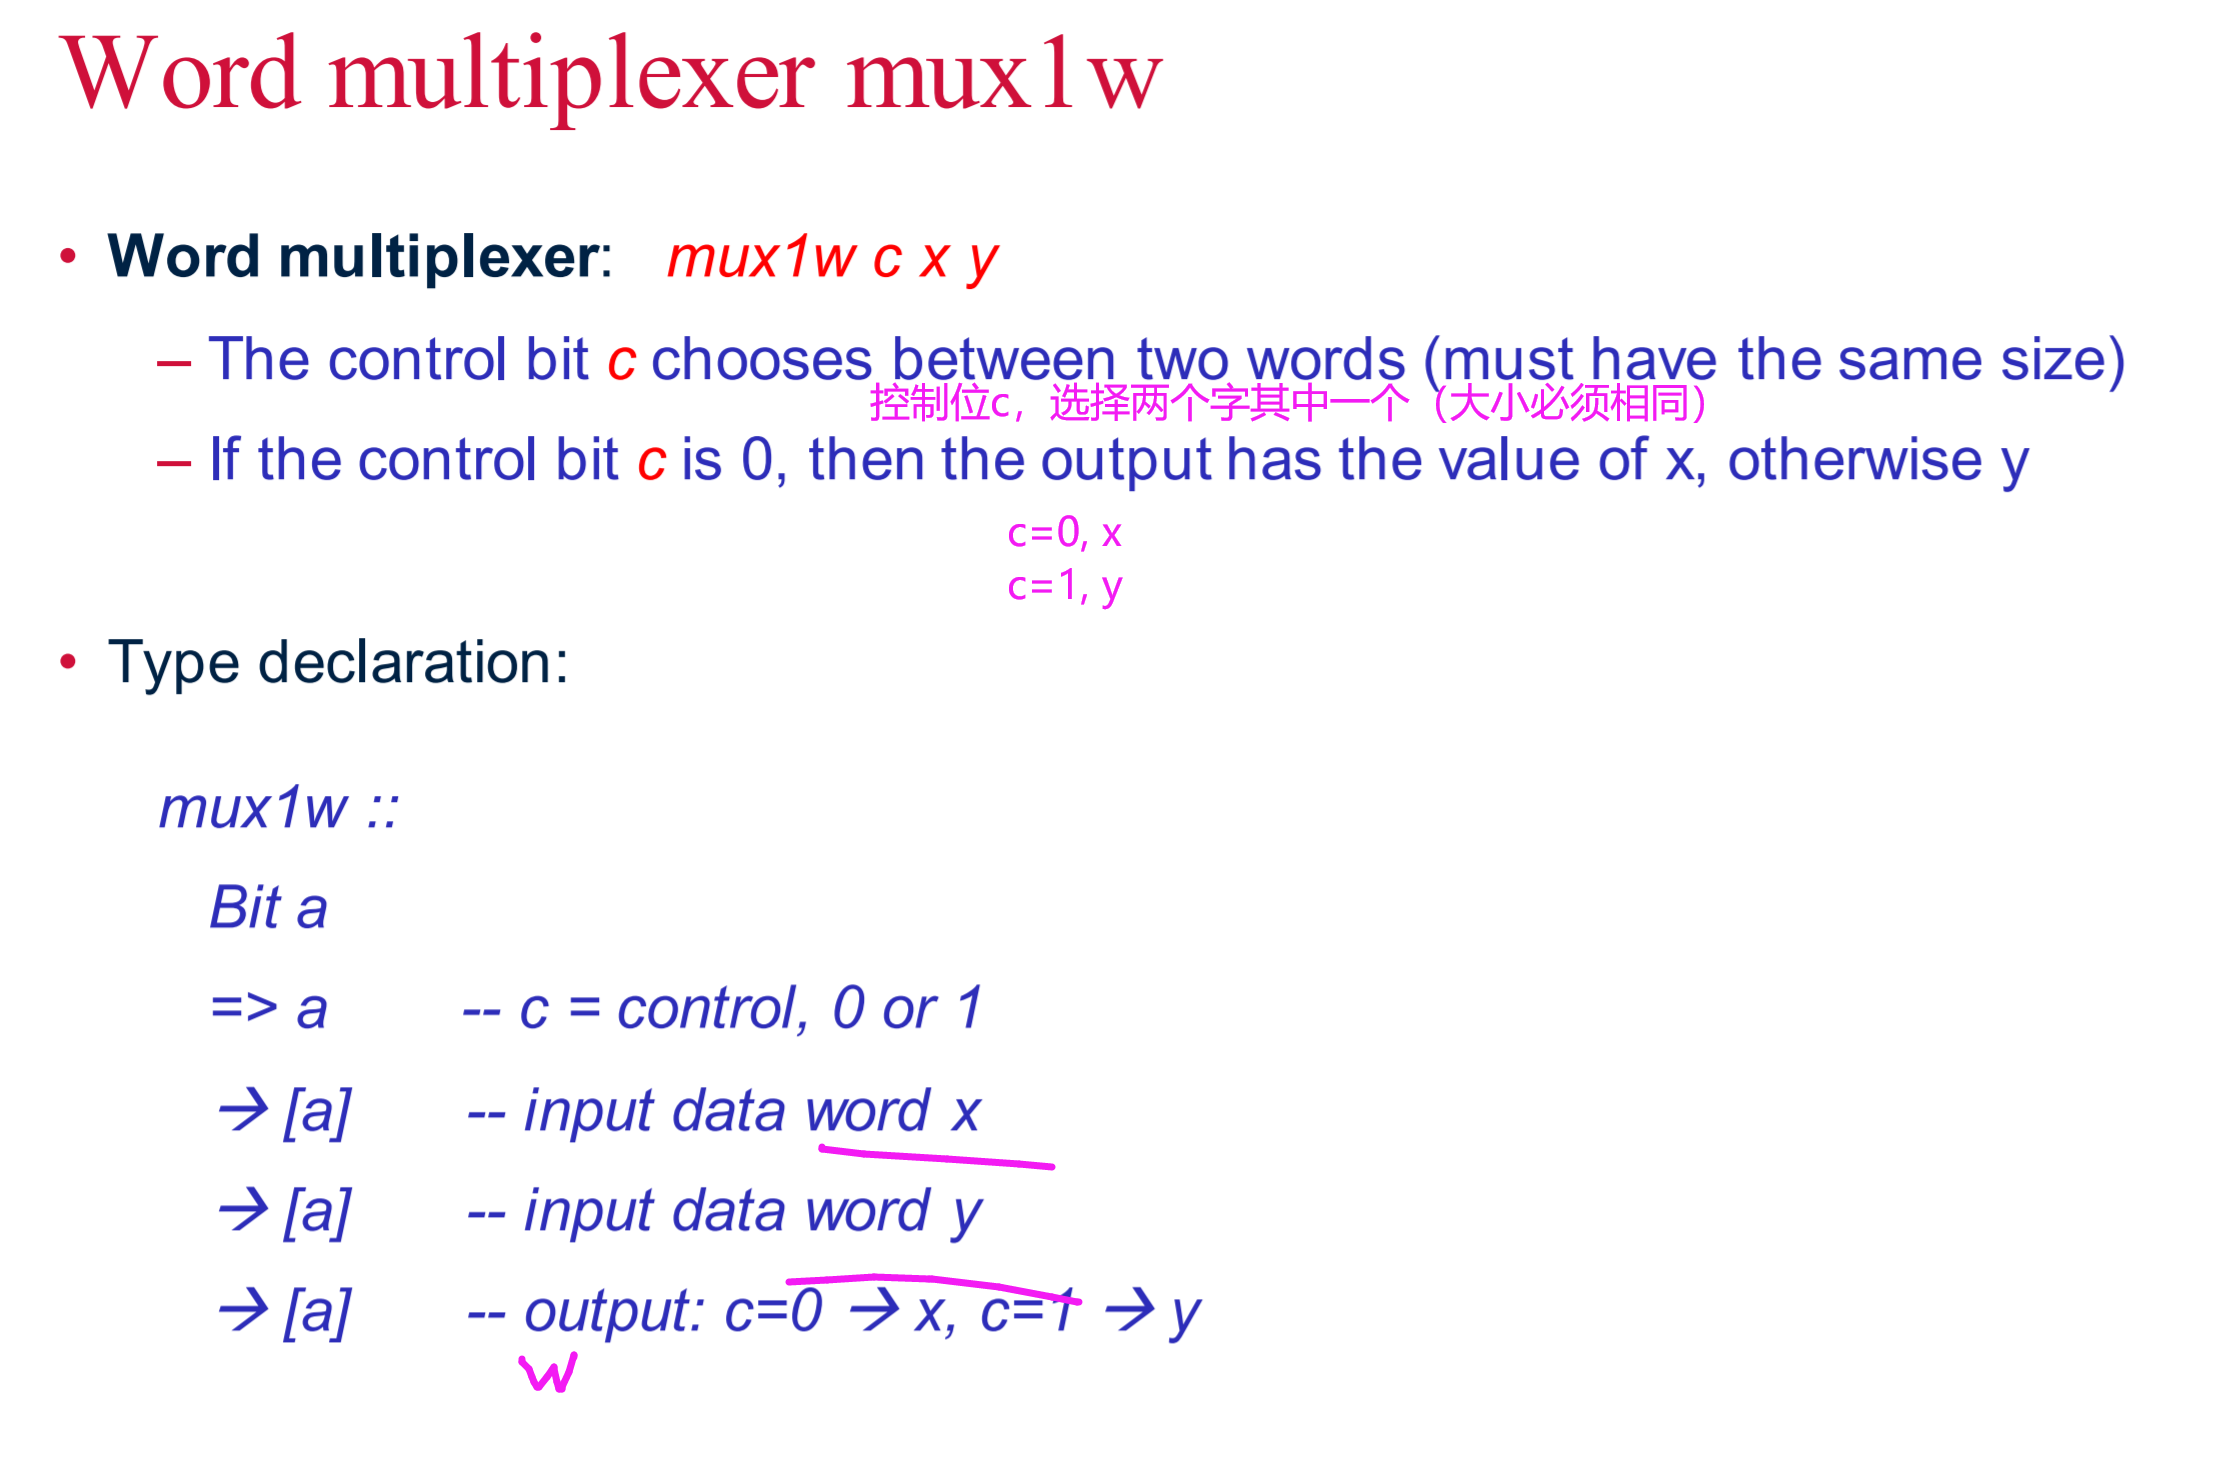 Word multiplexer mux1w
• Word multiplexer: mux1w c x y
– The control bit c chooses between two words (must have the same size)
控制位c，选择两个字其中一个（大小必须相同）
– If the control bit c is 0, then the output has the value of x, otherwise y
c=0, x
c=1, y
• Type declaration:
mux1w ::
Bit a
=> a -- c = control, 0 or 1
→ [a] -- input data word x
→ [a] -- input data word y
→ [a] -- output: c=0 → x, c=1 → y
w